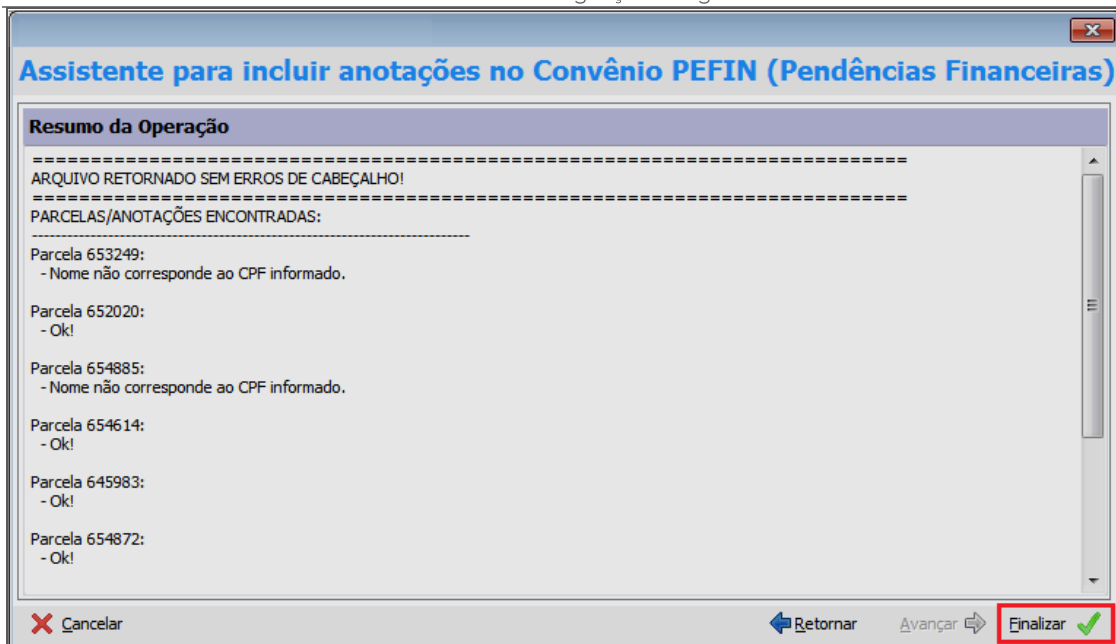 Assistente para incluir anotações no Convênio PEFIN (Pendências Financeiras)
Resumo da Operação
===========================================================================
ARQUIVO RETORNADO SEM ERROS DE CABEÇALHO!
===========================================================================
PARCELAS/ANOTAÇÕES ENCONTRADAS:
---------------------------------------------------------------------------
Parcela 653249:
- Nome não corresponde ao CPF informado.
Parcela 652020:
- Ok!
Parcela 654885:
- Nome não corresponde ao CPF informado.
Parcela 654614:
- Ok!
Parcela 645983:
- Ok!
Parcela 654872:
- Ok!
Cancelar Retornar Avançar Finalizar